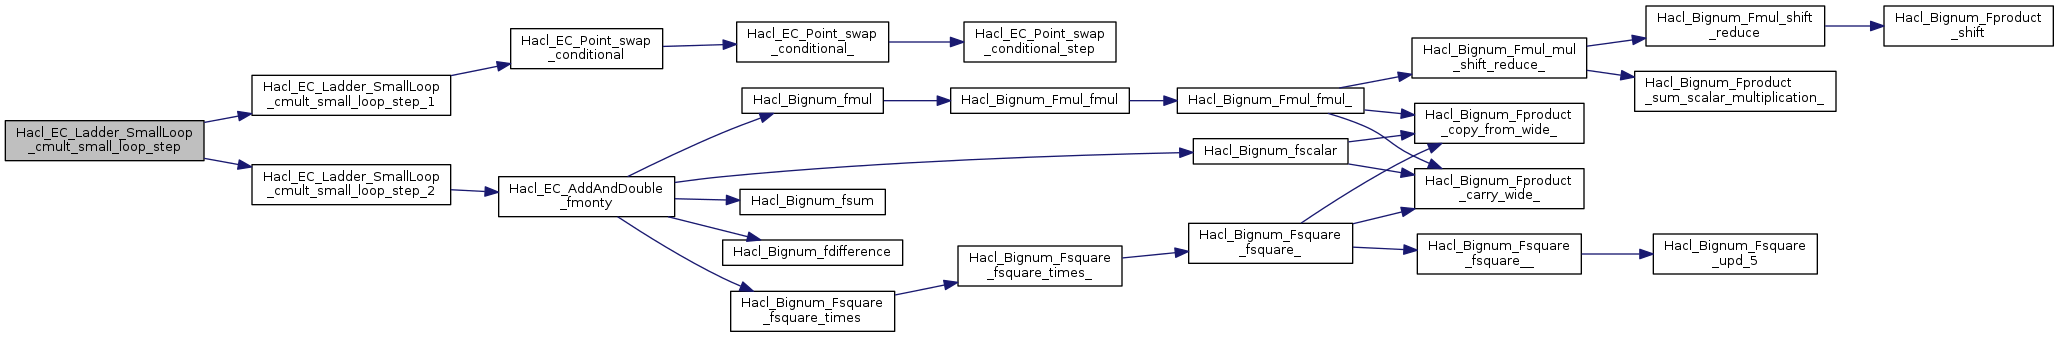 Hacl_EC_Ladder_SmallLoop
_cmult_small_loop_step
Hacl_EC_Ladder_SmallLoop
_cmult_small_loop_step_1
Hacl_EC_Ladder_SmallLoop
_cmult_small_loop_step_2
Hacl_EC_Point_swap
_conditional
Hacl_EC_AddAndDouble
_fmonty
Hacl_EC_Point_swap
_conditional_
Hacl_Bignum_fmul
Hacl_Bignum_fsum
Hacl_Bignum_fdifference
Hacl_Bignum_Fsquare
_fsquare_times
Hacl_EC_Point_swap
_conditional_step
Hacl_Bignum_Fmul_fmul
Hacl_Bignum_Fsquare
_fsquare_times_
Hacl_Bignum_Fmul_fmul_
Hacl_Bignum_fscalar
Hacl_Bignum_Fsquare
_fsquare_
Hacl_Bignum_Fmul_mul
_shift_reduce_
Hacl_Bignum_Fproduct
_copy_from_wide_
Hacl_Bignum_Fproduct
_carry_wide_
Hacl_Bignum_Fsquare
_fsquare__
Hacl_Bignum_Fmul_shift
_reduce
Hacl_Bignum_Fproduct
_sum_scalar_multiplication_
Hacl_Bignum_Fsquare
_upd_5
Hacl_Bignum_Fproduct
_shift